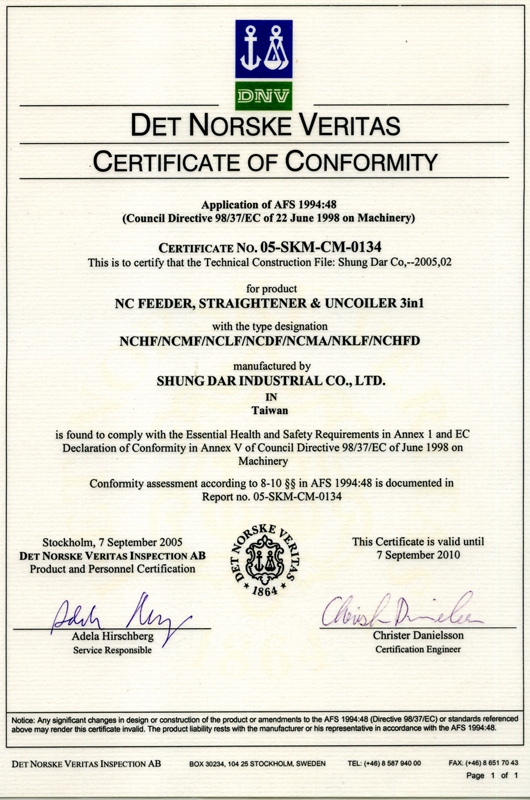 DNV
DET NORSKE VERITAS
CERTIFICATE OF CONFORMITY
Application of AFS 1994:48
(Council Directive 98/37/EC of 22 June 1998 on Machinery)
CERTIFICATE NO. 05-SKM-CM-0134
This is to certify that the Technical Construction File: Shung Dar Co,--2005,02
for product
NC FEEDER, STRAIGHTENER & UNCOILER 3in1
with the type designation
NCHF/NCMF/NCLF/NCDF/NCMA/NKLF/NCHFD
manufactured by
SHUNG DAR INDUSTRIAL CO., LTD.
IN
Taiwan
is found to comply with the Essential Health and Safety Requirements in Annex 1 and EC
Declaration of Conformity in Annex V of Council Directive 98/37/EC of June 1998 on
Machinery
Conformity assessment according to 8-10 §§ in AFS 1994:48 is documented in
Report no. 05-SKM-CM-0134
Stockholm, 7 September 2005
DET NORSKE VERITAS INSPECTION AB
Product and Personnel Certification
DET NORSKE VERITAS
1864
This Certificate is valid until
7 September 2010
Adela Hirschberg
Service Responsible
Christer Danielsson
Certification Engineer
Notice: Any significant changes in design or construction of the product or amendments to the AFS 1994:48 (Directive 98/37/EC) or standards referenced
above may render this certificate invalid. The product liability rests with the manufacturer or his representative in accordance with the AFS 1994:48.
DET NORSKE VERITAS INSPECTION AB BOX 30234, 104 25 STOCKHOLM, SWEDEN TEL: (+46) 8 587 940 00 FAX: (+46) 8 651 70 43
Page 1 of 1